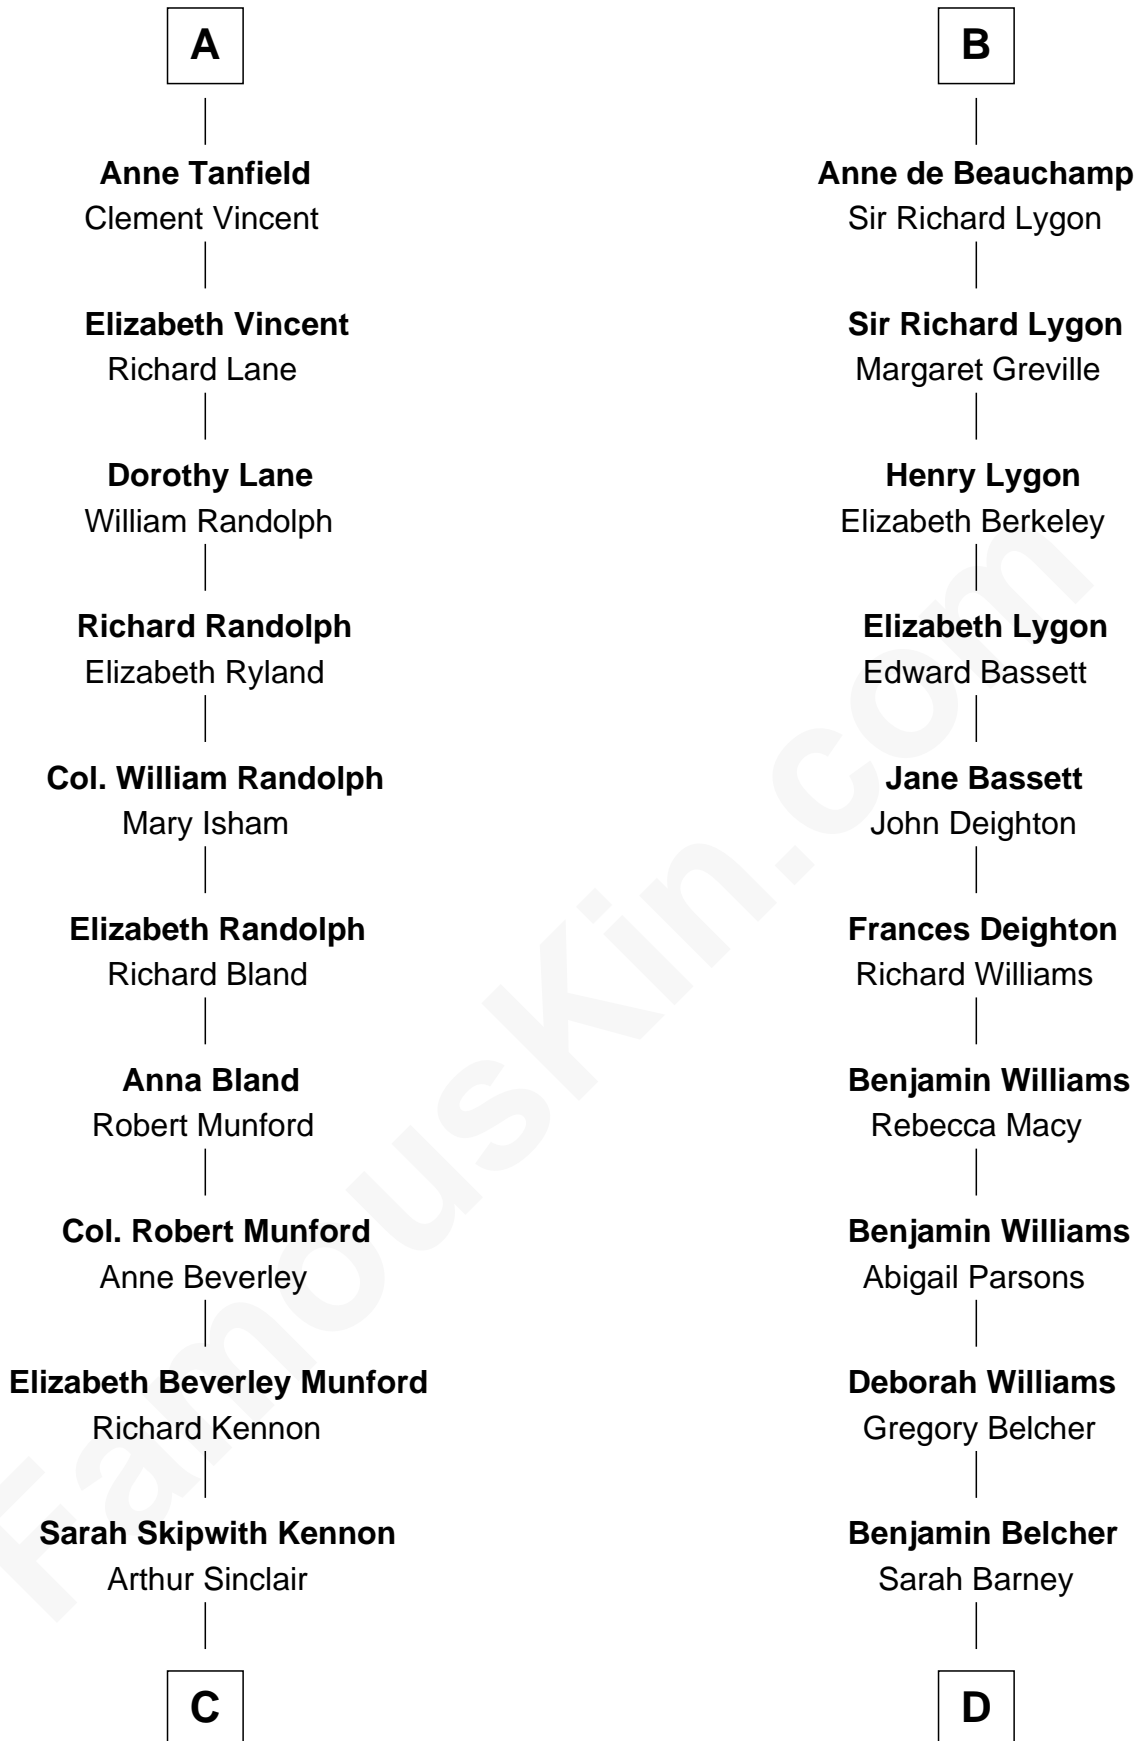 A
Anne Tanfield
Clement Vincent
Elizabeth Vincent
Richard Lane
Dorothy Lane
William Randolph
Richard Randolph
Elizabeth Ryland
Col. William Randolph
Mary Isham
Elizabeth Randolph
Richard Bland
Anna Bland
Robert Munford
Col. Robert Munford
Anne Beverley
Elizabeth Beverley Munford
Richard Kennon
Sarah Skipwith Kennon
Arthur Sinclair
C
B
Anne de Beauchamp
Sir Richard Lygon
Sir Richard Lygon
Margaret Greville
Henry Lygon
Elizabeth Berkeley
Elizabeth Lygon
Edward Bassett
Jane Bassett
John Deighton
Frances Deighton
Richard Williams
Benjamin Williams
Rebecca Macy
Benjamin Williams
Abigail Parsons
Deborah Williams
Gregory Belcher
Benjamin Belcher
Sarah Barney
D
FamousKin.com